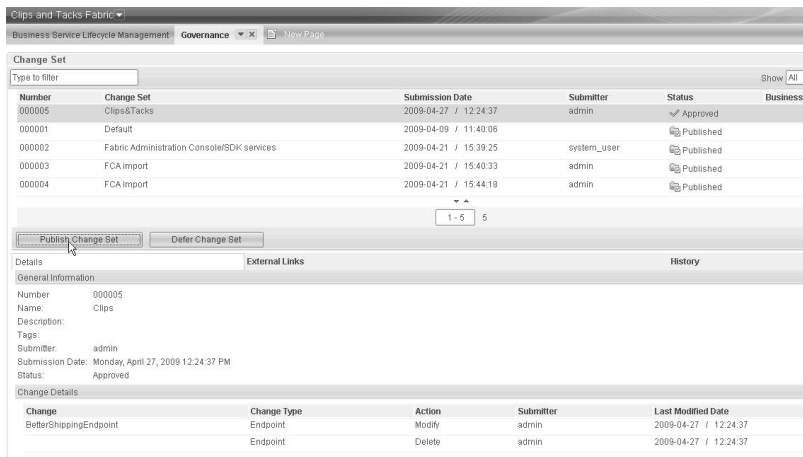 Clips and Tacks Fabric
Business Service Lifecycle Management Governance New Page
Change Set
Type to filter Show All
Number Change Set Submission Date Submitter Status Business
000005 Clips&Tacks 2009-04-27 / 12:24:37 admin Approved
000001 Default 2009-04-09 / 11:40:06 Published
000002 Fabric Administration Console/SDK services 2009-04-21 / 15:39:25 system_user Published
000003 FCA import 2009-04-21 / 15:40:33 admin Published
000004 FCA import 2009-04-21 / 15:44:18 admin Published
1 - 5 5
Publish Change Set Defer Change Set
Details External Links History
General Information
Number 000005
Name: Clips
Description:
Tags:
Submitter: admin
Submission Date: Monday, April 27, 2009 12:24:37 PM
Status: Approved
Change Details
Change Change Type Action Submitter Last Modified Date
BetterShippingEndpoint Endpoint Modify admin 2009-04-27 / 12:24:37
Endpoint Delete admin 2009-04-27 / 12:24:37